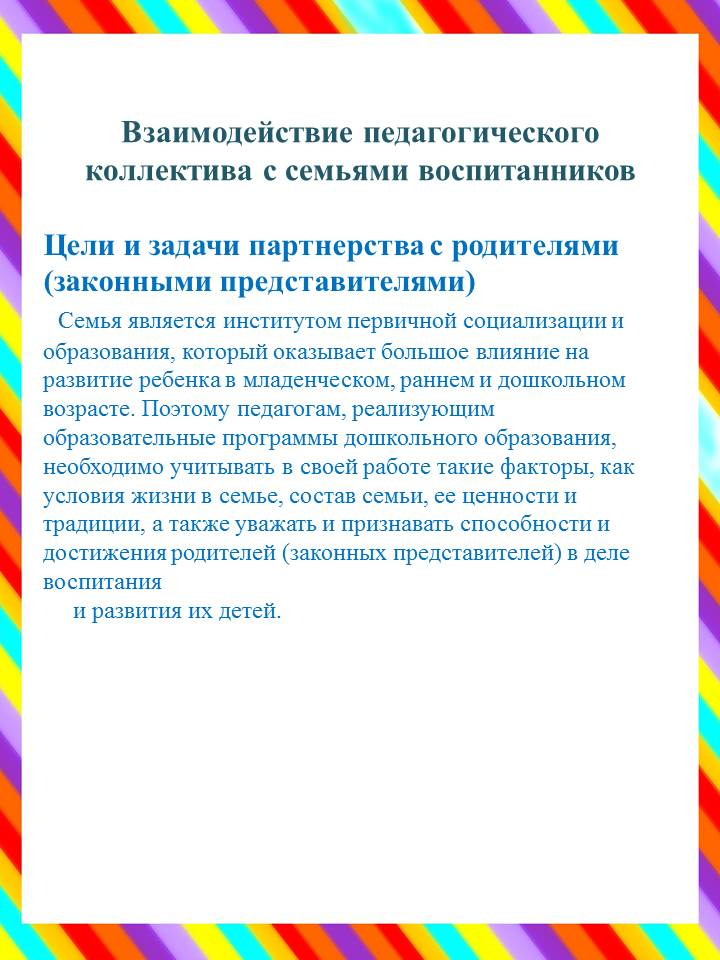 Взаимодействие педагогического
коллектива с семьями воспитанников
Цели и задачи партнерства с родителями
(законными представителями)
Семья является институтом первичной социализации и
образования, который оказывает большое влияние на
развитие ребенка в младенческом, раннем и дошкольном
возрасте. Поэтому педагогам, реализующим
образовательные программы дошкольного образования,
необходимо учитывать в своей работе такие факторы, как
условия жизни в семье, состав семьи, ее ценности и
традиции, а также уважать и признавать способности и
достижения родителей (законных представителей) в деле
воспитания
и развития их детей.